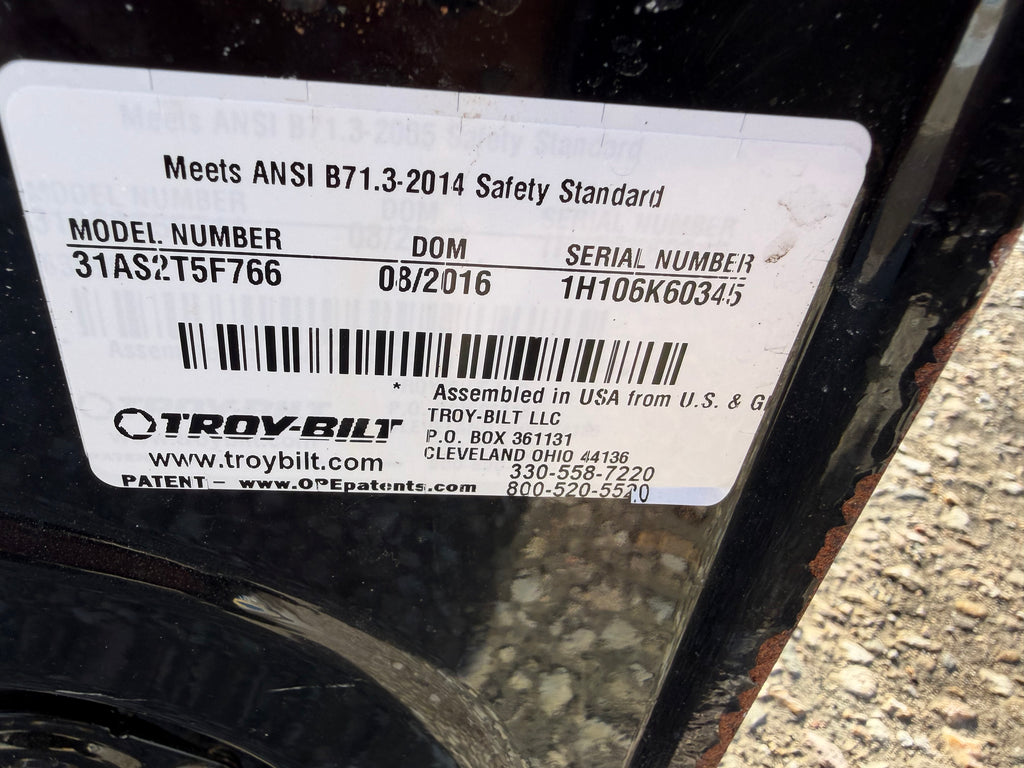 Meets ANSI B71.3-2014 Safety Standard
MODEL NUMBER DOM SERIAL NUMBER
31AS2T5F766 08/2016 1H106K60345
* Assembled in USA from U.S. & Gl
TROY-BILT TROY-BILT LLC
P.O. BOX 361131
www.troybilt.com CLEVELAND OHIO 44136
330-558-7220
PATENT - www.OPEpatents.com 800-520-5520